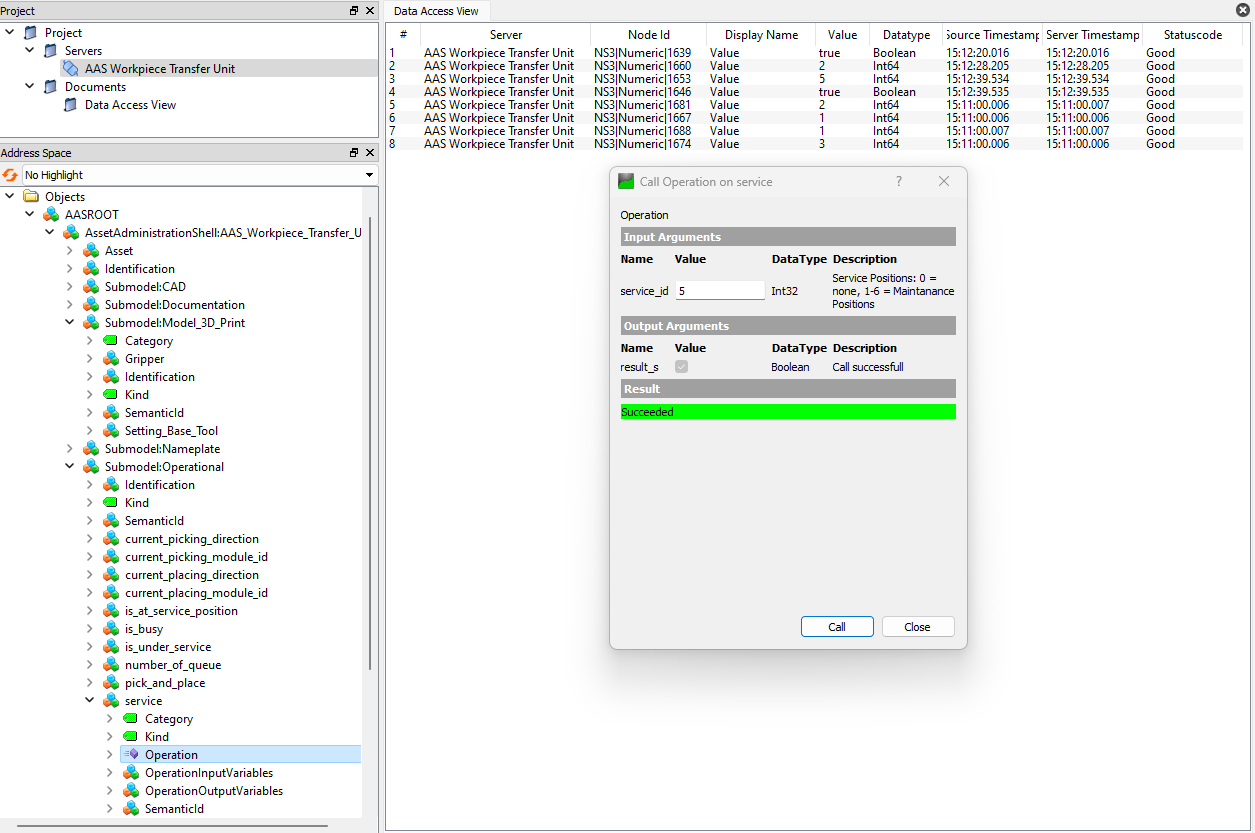 Project
Project
Servers
AAS Workpiece Transfer Unit
Documents
Data Access View
Address Space
No Highlight
Objects
AASROOT
AssetAdministrationShell:AAS_Workpiece_Transfer_U
Asset
Identification
Submodel:CAD
Submodel:Documentation
Submodel:Model_3D_Print
Category
Gripper
Identification
Kind
SemanticId
Setting_Base_Tool
Submodel:Nameplate
Submodel:Operational
Identification
Kind
SemanticId
current_picking_direction
current_picking_module_id
current_placing_direction
current_placing_module_id
is_at_service_position
is_busy
is_under_service
number_of_queue
pick_and_place
service
Category
Kind
Operation
OperationInputVariables
OperationOutputVariables
SemanticId
Data Access View
# Server Node Id Display Name Value Datatype Source Timestamp Server Timestamp Statuscode
1 AAS Workpiece Transfer Unit NS3|Numeric|1639 Value true Boolean 15:12:20.016 15:12:20.016 Good
2 AAS Workpiece Transfer Unit NS3|Numeric|1660 Value 2 Int64 15:12:28.205 15:12:28.205 Good
3 AAS Workpiece Transfer Unit NS3|Numeric|1653 Value 5 Int64 15:12:39.534 15:12:39.534 Good
4 AAS Workpiece Transfer Unit NS3|Numeric|1646 Value true Boolean 15:12:39.535 15:12:39.535 Good
5 AAS Workpiece Transfer Unit NS3|Numeric|1681 Value 2 Int64 15:11:00.006 15:11:00.007 Good
6 AAS Workpiece Transfer Unit NS3|Numeric|1667 Value 1 Int64 15:11:00.006 15:11:00.006 Good
7 AAS Workpiece Transfer Unit NS3|Numeric|1688 Value 1 Int64 15:11:00.007 15:11:00.007 Good
8 AAS Workpiece Transfer Unit NS3|Numeric|1674 Value 3 Int64 15:11:00.006 15:11:00.006 Good
Call Operation on service ?
Operation
Input Arguments
Name Value DataType Description
service_id 5 Int32 Service Positions: 0 =
none, 1-6 = Maintanance
Positions
Output Arguments
Name Value DataType Description
result_s Boolean Call successfull
Result
Succeeded
Call Close